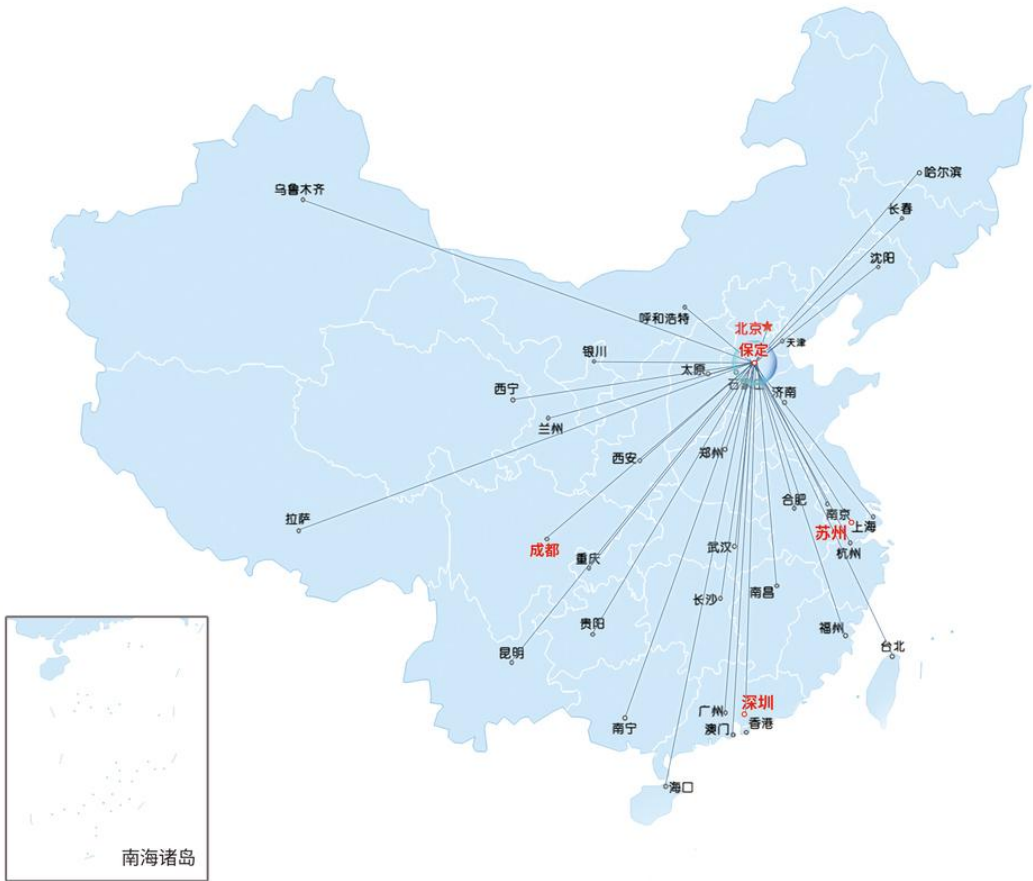 哈尔滨
乌鲁木齐
长春
沈阳
呼和浩特
北京
天津
保定
银川
太原
石家庄
西宁
济南
兰州
郑州
西安
合肥
拉萨
南京
上海
苏州
成都
武汉
杭州
重庆
南昌
长沙
贵阳
福州
台北
昆明
深圳
广州
南宁
澳门
香港
海口
南海诸岛